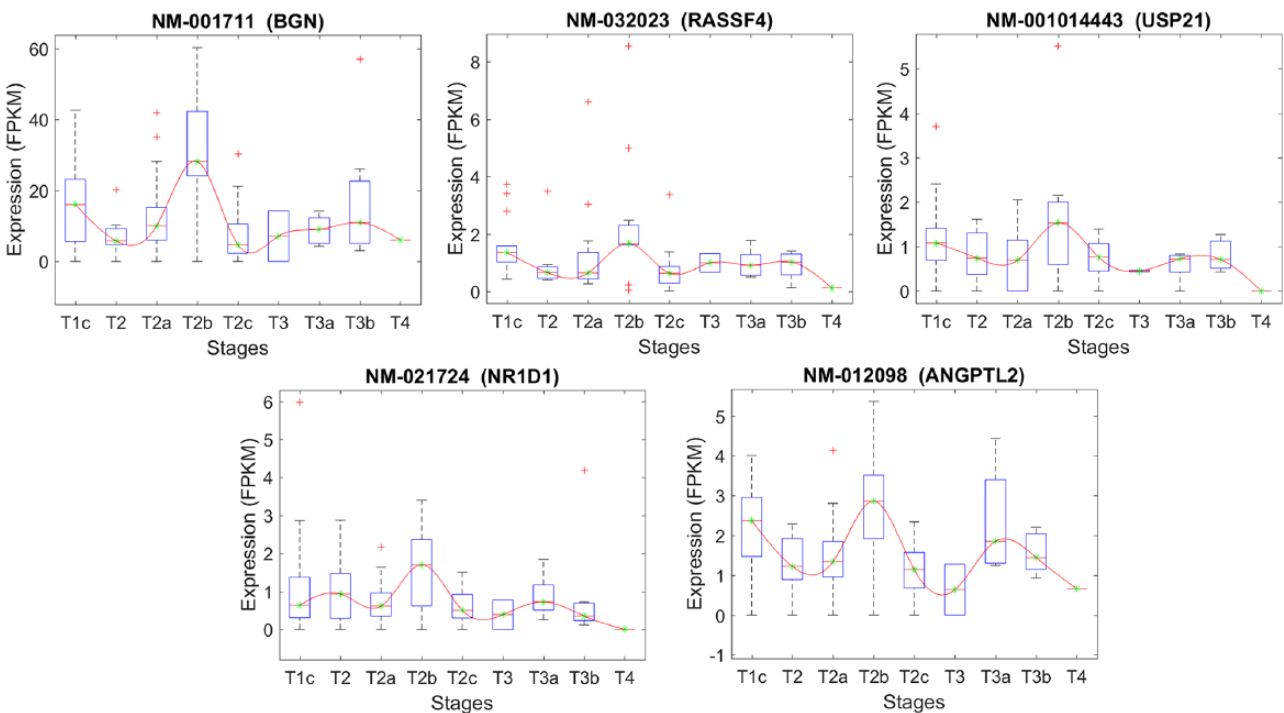 NM-001711 (BGN)
60
40
20
0
Expression (FPKM)
T1c T2 T2a T2b T2c T3 T3a T3b T4
Stages
NM-032023 (RASSF4)
8
6
4
2
0
Expression (FPKM)
T1c T2 T2a T2b T2c T3 T3a T3b T4
Stages
NM-001014443 (USP21)
5
4
3
2
1
0
Expression (FPKM)
T1c T2 T2a T2b T2c T3 T3a T3b T4
Stages
NM-021724 (NR1D1)
6
5
4
3
2
1
0
Expression (FPKM)
T1c T2 T2a T2b T2c T3 T3a T3b T4
Stages
NM-012098 (ANGPTL2)
5
4
3
2
1
0
-1
Expression (FPKM)
T1c T2 T2a T2b T2c T3 T3a T3b T4
Stages